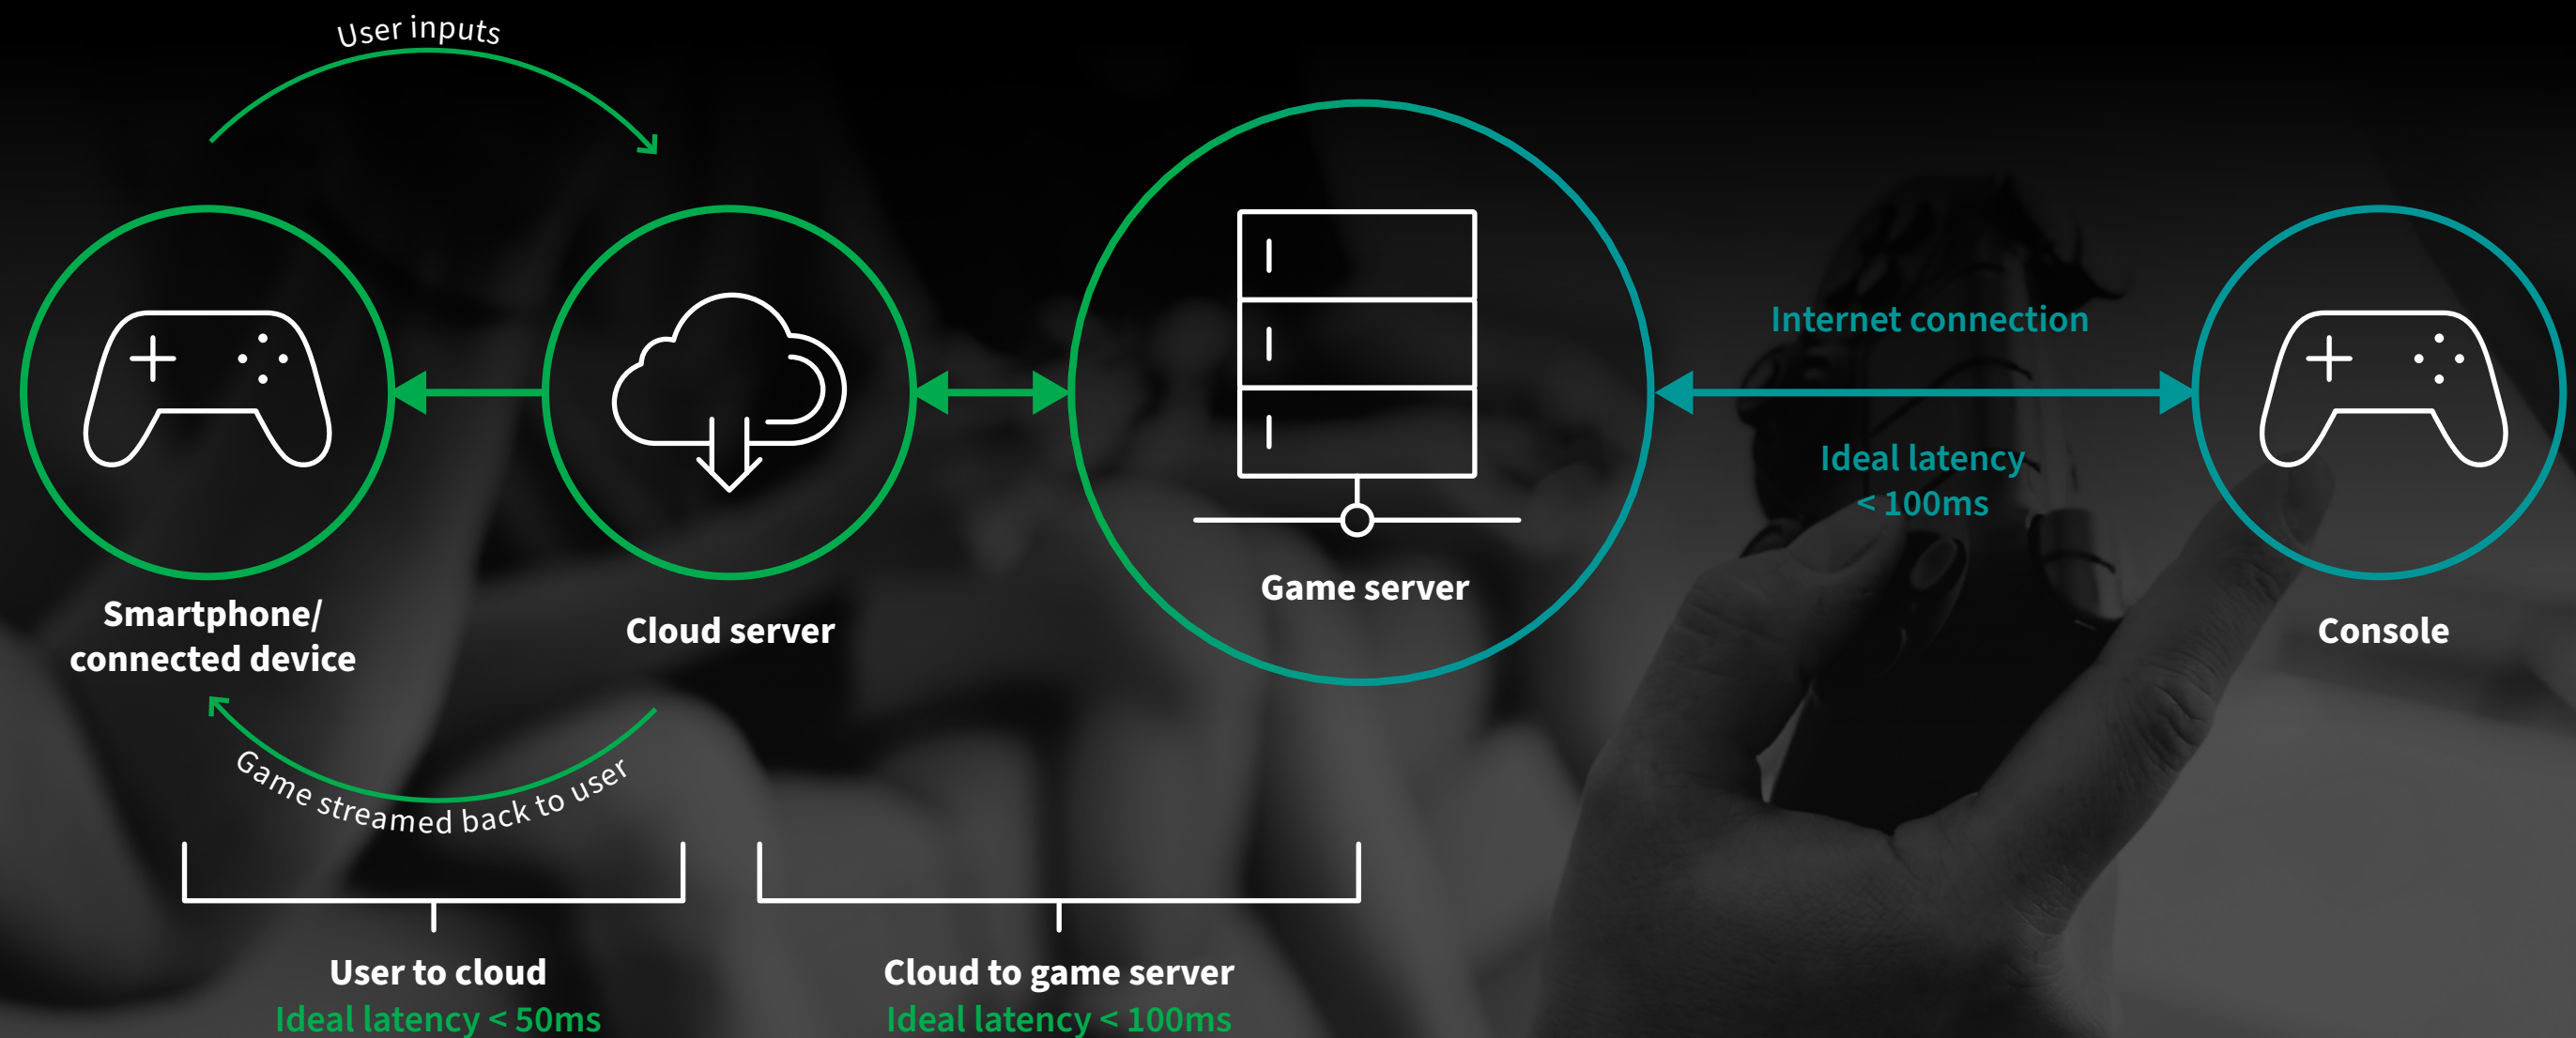 User inputs
Smartphone/
connected device
Cloud server
Game server
Internet connection
Ideal latency
< 100ms
Console
Game streamed back to user
User to cloud
Ideal latency < 50ms
Cloud to game server
Ideal latency < 100ms